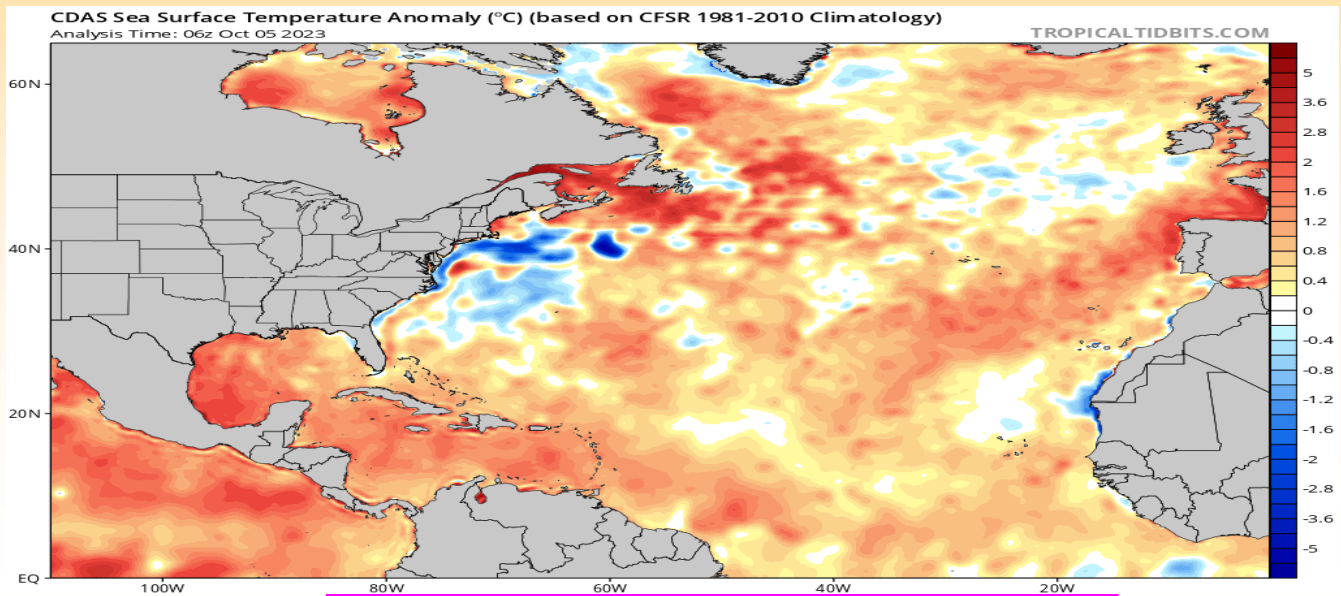 CDAS Sea Surface Temperature Anomaly (°C) (based on CFSR 1981-2010 Climatology)
Analysis Time: 06z Oct 05 2023
TROPICALTIDBITS.COM
60N
40N
20N
EQ
100W
80W
60W
40W
20W
5
3.6
2.8
2
1.6
1.2
0.8
0.4
0
-0.4
-0.8
-1.2
-1.6
-2
-2.8
-3.6
-5